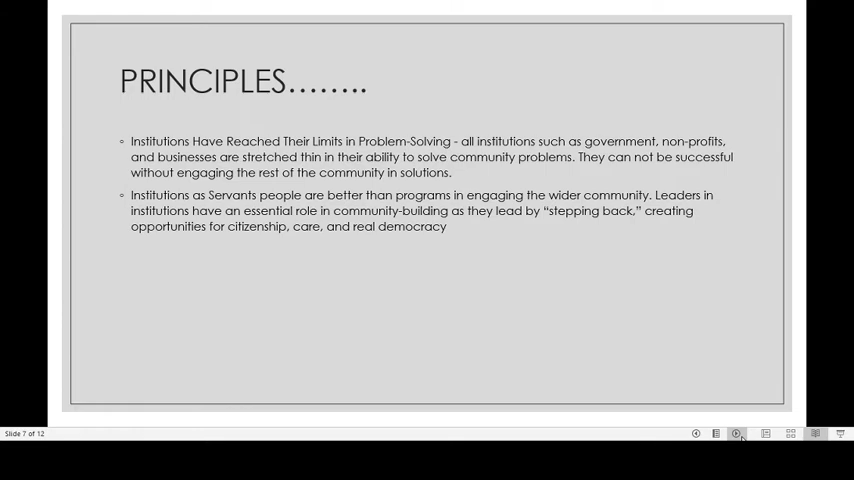 PRINCIPLES……..
◦ Institutions Have Reached Their Limits in Problem-Solving - all institutions such as government, non-profits,
and businesses are stretched thin in their ability to solve community problems. They can not be successful
without engaging the rest of the community in solutions.
◦ Institutions as Servants people are better than programs in engaging the wider community. Leaders in
institutions have an essential role in community-building as they lead by “stepping back,” creating
opportunities for citizenship, care, and real democracy
Slide 7 of 12